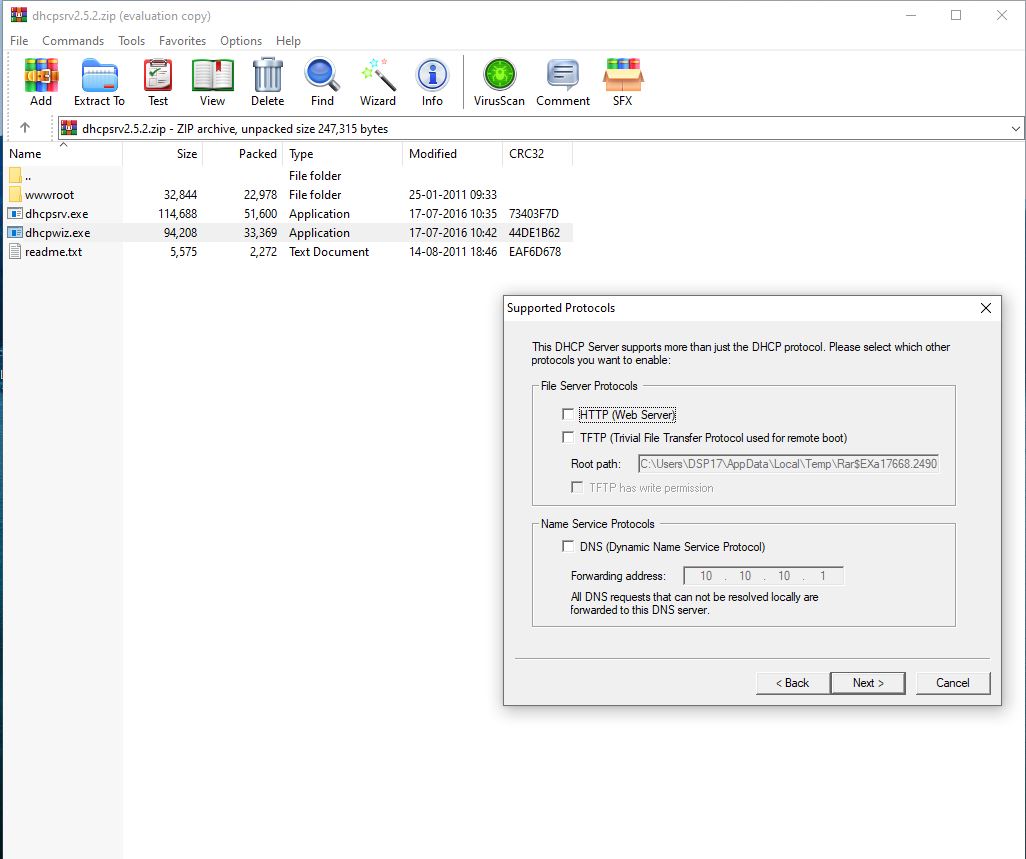 dhcpsrv2.5.2.zip (evaluation copy)
File Commands Tools Favorites Options Help
Add Extract To Test View Delete Find Wizard Info VirusScan Comment SFX
dhcpsrv2.5.2.zip - ZIP archive, unpacked size 247,315 bytes
Name Size Packed Type Modified CRC32
.. File folder
wwwroot 32,844 22,978 File folder 25-01-2011 09:33
dhcpsrv.exe 114,688 51,600 Application 17-07-2016 10:35 73403F7D
dhcpwiz.exe 94,208 33,369 Application 17-07-2016 10:42 44DE1B62
readme.txt 5,575 2,272 Text Document 14-08-2011 18:46 EAF6D678
Supported Protocols
This DHCP Server supports more than just the DHCP protocol. Please select which other
protocols you want to enable:
File Server Protocols
HTTP (Web Server)
TFTP (Trivial File Transfer Protocol used for remote boot)
Root path: C:\Users\DSP17\AppData\Local\Temp\Rar$EXa17668.2490
TFTP has write permission
Name Service Protocols
DNS (Dynamic Name Service Protocol)
Forwarding address: 10 . 10 . 10 . 1
All DNS requests that can not be resolved locally are
forwarded to this DNS server.
< Back Next > Cancel